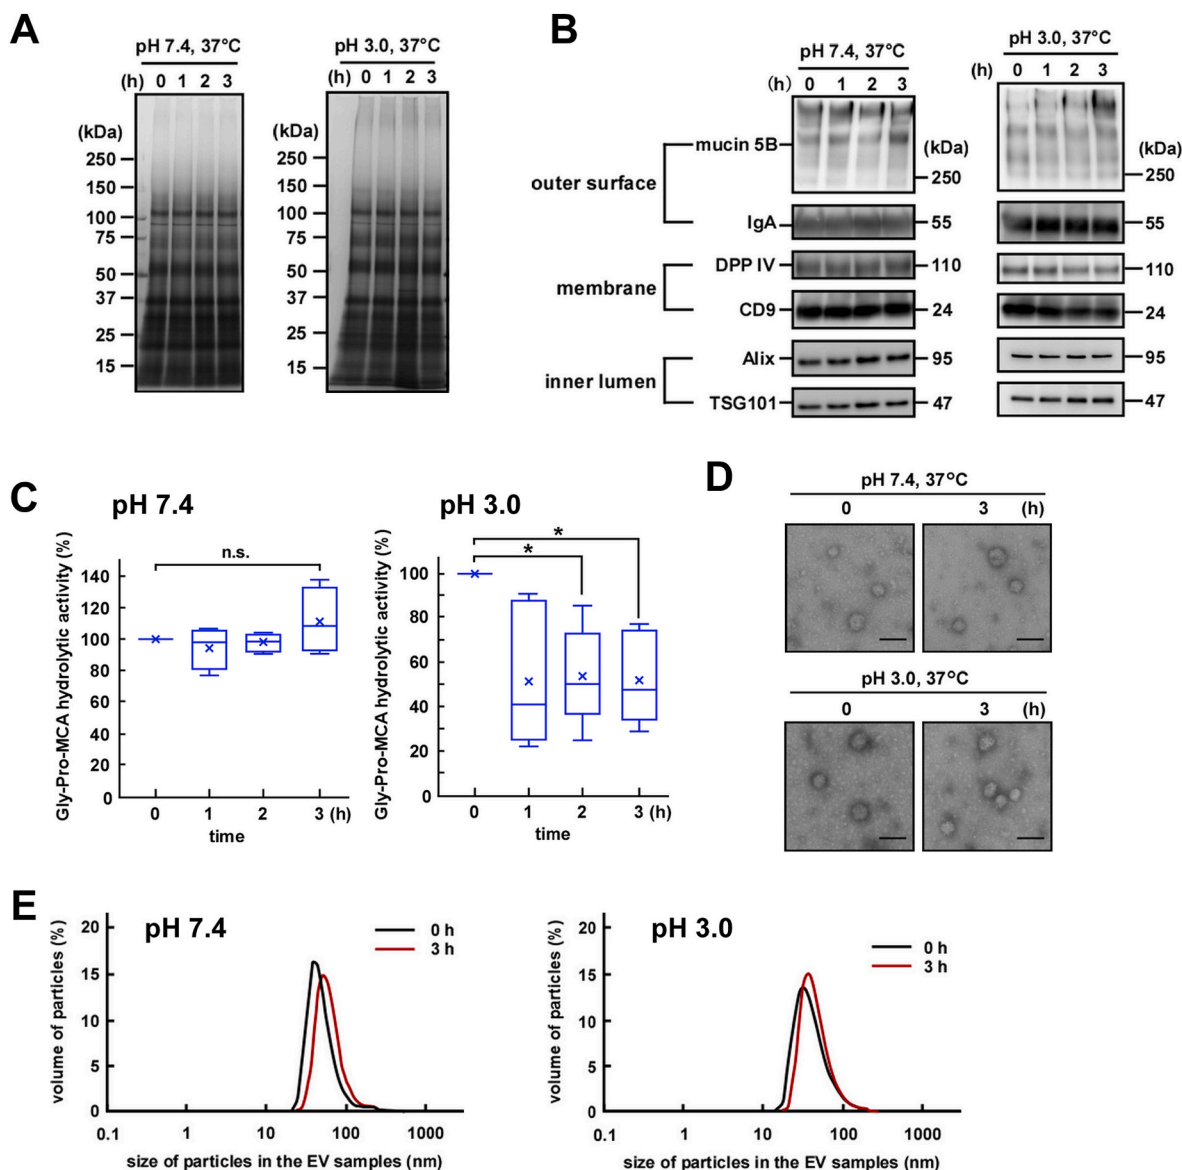 A
pH 7.4, 37°C
(h) 0 1 2 3
(kDa)
250
150
100
75
50
37
25
15
pH 3.0, 37°C
(h) 0 1 2 3
(kDa)
250
150
100
75
50
37
25
15
B
pH 7.4, 37°C
(h) 0 1 2 3
pH 3.0, 37°C
(h) 0 1 2 3
outer surface
mucin 5B
(kDa)
250
(kDa)
250
IgA
55
55
membrane
DPP IV
110
110
CD9
24
24
inner lumen
Alix
95
95
TSG101
47
47
C
pH 7.4
Gly-Pro-MCA hydrolytic activity (%)
140
120
100
80
60
40
20
0
n.s.
0 1 2 3 (h)
time
pH 3.0
Gly-Pro-MCA hydrolytic activity (%)
100
80
60
40
20
0
*
*
0 1 2 3 (h)
time
D
pH 7.4, 37°C
0 3 (h)
pH 3.0, 37°C
0 3 (h)
E
pH 7.4
volume of particles (%)
20
15
10
5
0
0 h
3 h
0.1 1 10 100 1000
size of particles in the EV samples (nm)
pH 3.0
volume of particles (%)
20
15
10
5
0
0 h
3 h
0.1 1 10 100 1000
size of particles in the EV samples (nm)